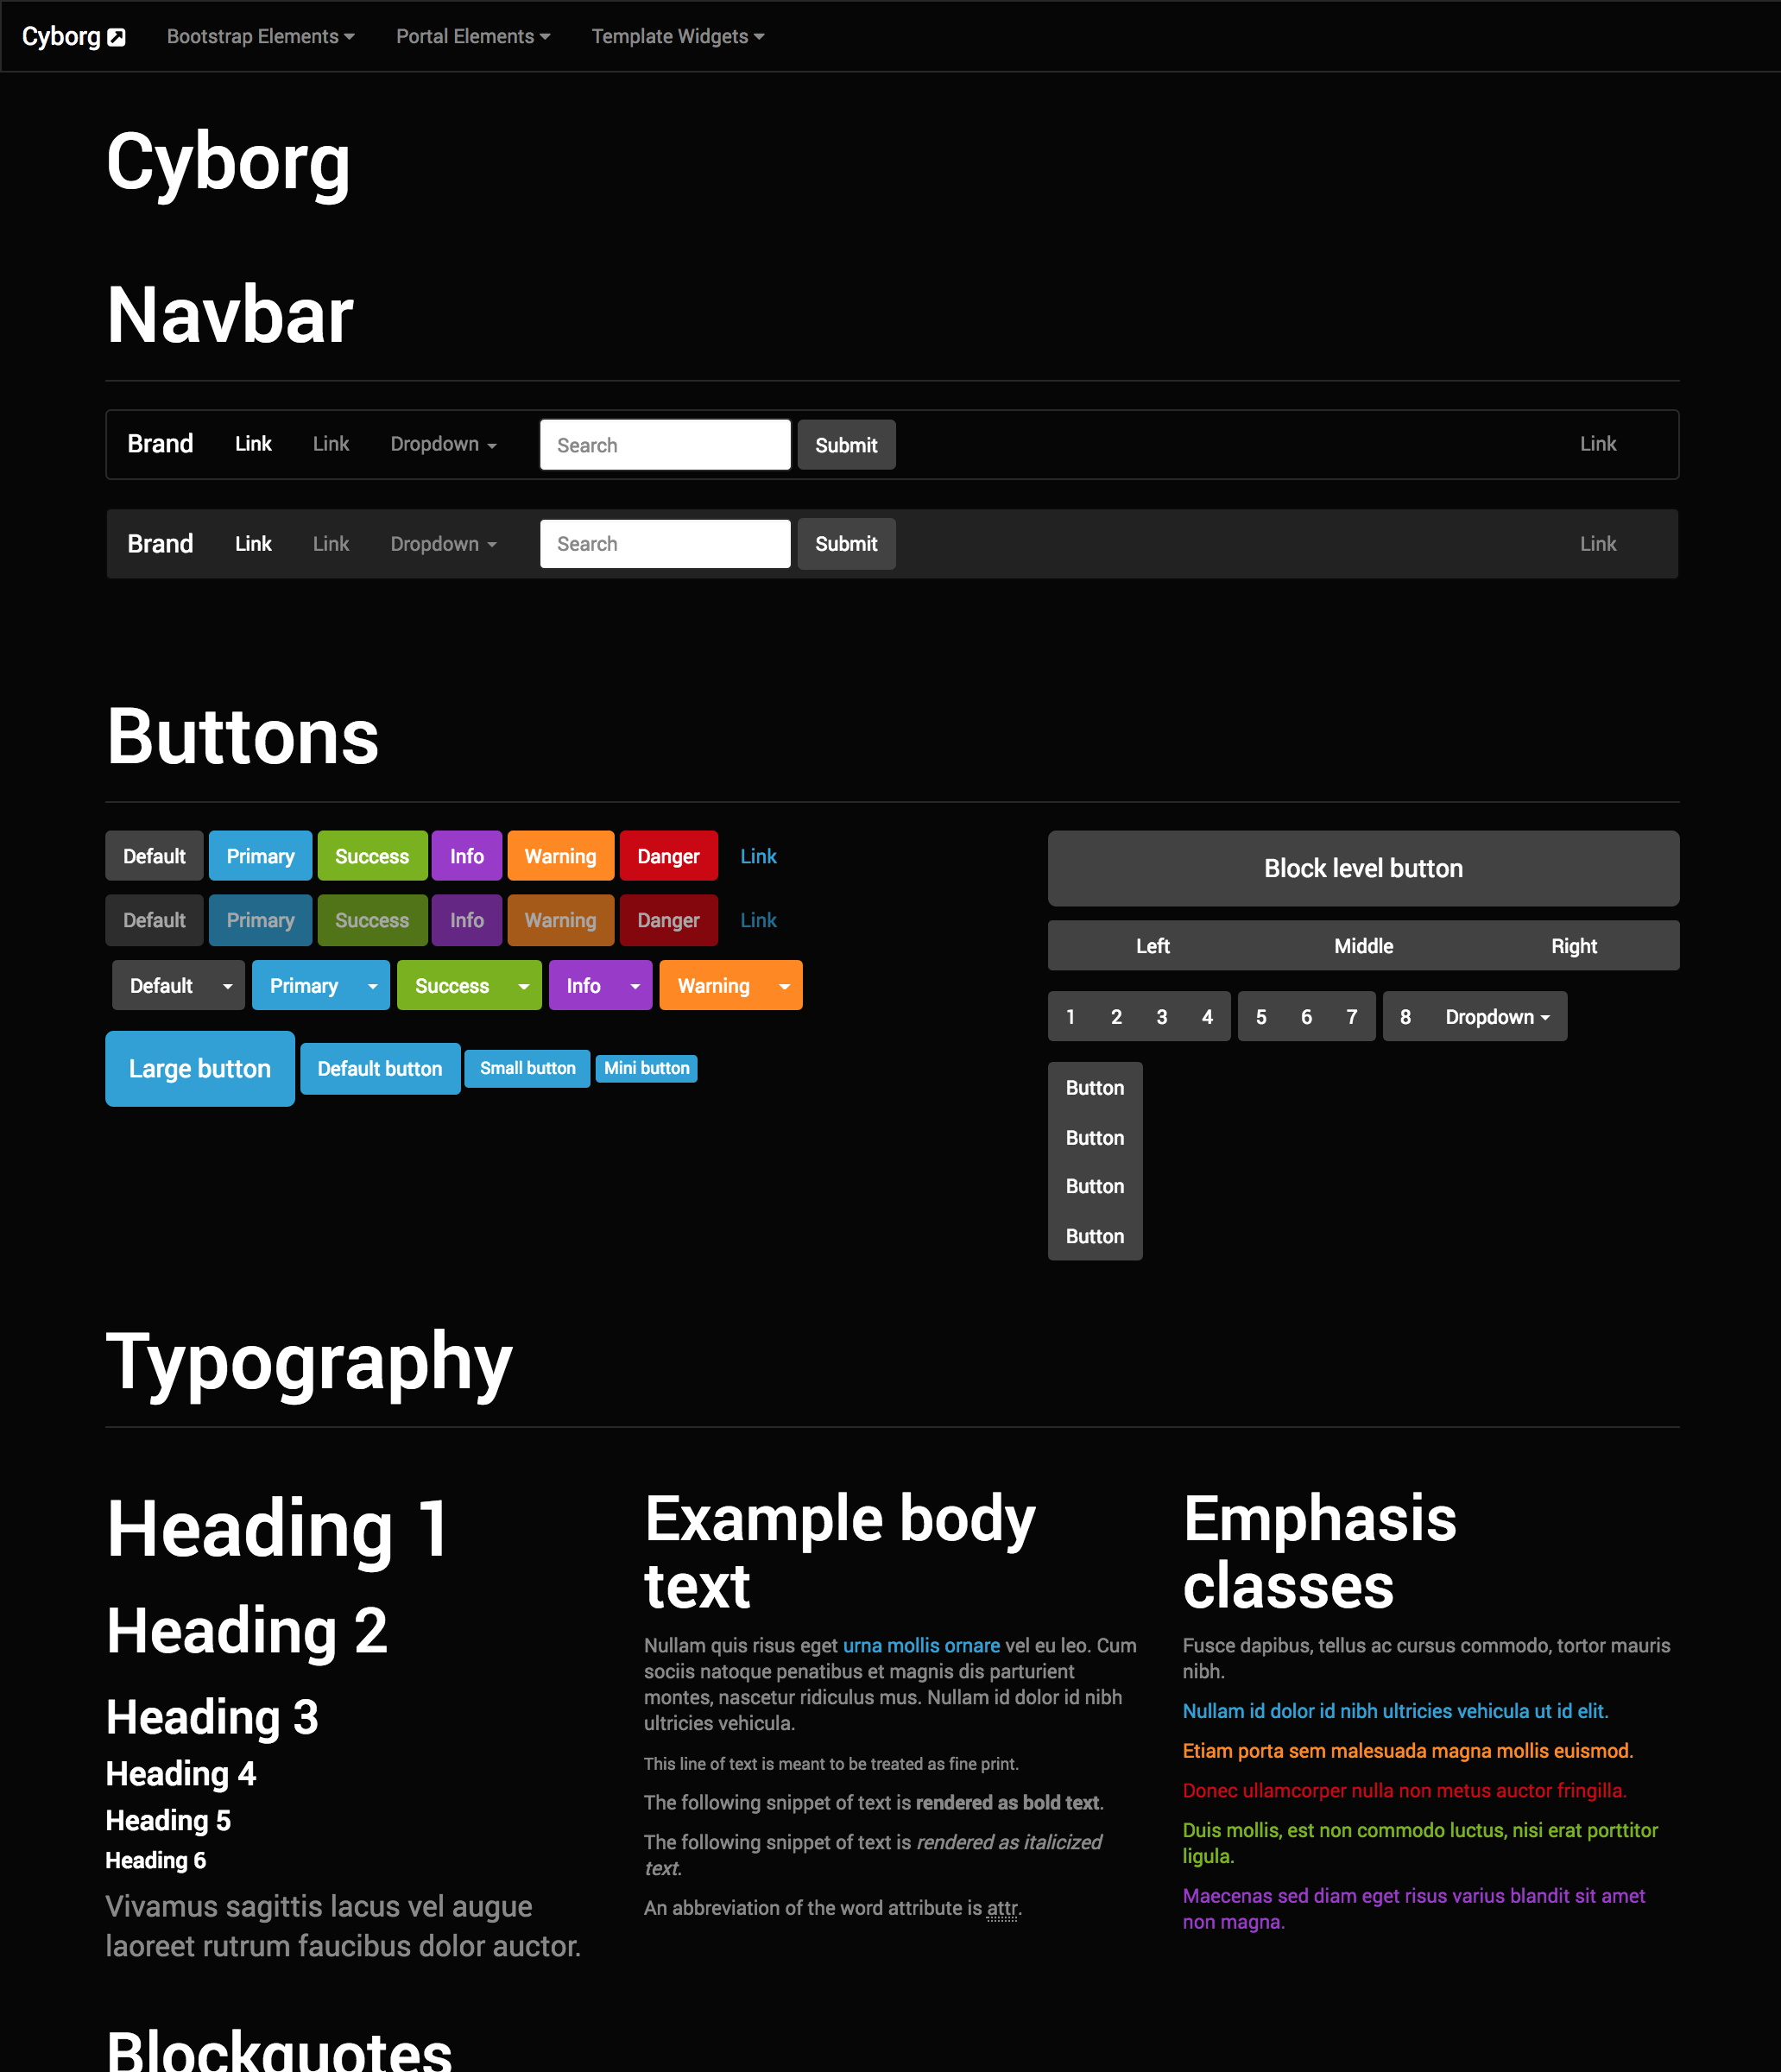 Cyborg
Bootstrap Elements
Portal Elements
Template Widgets
Cyborg
Navbar
Brand Link Link Dropdown Search Submit Link
Brand Link Link Dropdown Search Submit Link
Buttons
Default Primary Success Info Warning Danger Link
Default Primary Success Info Warning Danger Link
Default Primary Success Info Warning
Large button Default button Small button Mini button
Block level button
Left Middle Right
1 2 3 4 5 6 7 8 Dropdown
Button
Button
Button
Button
Typography
Heading 1
Heading 2
Heading 3
Heading 4
Heading 5
Heading 6
Vivamus sagittis lacus vel augue
laoreet rutrum faucibus dolor auctor.
Example body
text
Nullam quis risus eget urna mollis ornare vel eu leo. Cum
sociis natoque penatibus et magnis dis parturient
montes, nascetur ridiculus mus. Nullam id dolor id nibh
ultricies vehicula.
This line of text is meant to be treated as fine print.
The following snippet of text is rendered as bold text.
The following snippet of text is rendered as italicized
text.
An abbreviation of the word attribute is attr.
Emphasis
classes
Fusce dapibus, tellus ac cursus commodo, tortor mauris
nibh.
Nullam id dolor id nibh ultricies vehicula ut id elit.
Etiam porta sem malesuada magna mollis euismod.
Donec ullamcorper nulla non metus auctor fringilla.
Duis mollis, est non commodo luctus, nisi erat porttitor
ligula.
Maecenas sed diam eget risus varius blandit sit amet
non magna.
Blockquotes